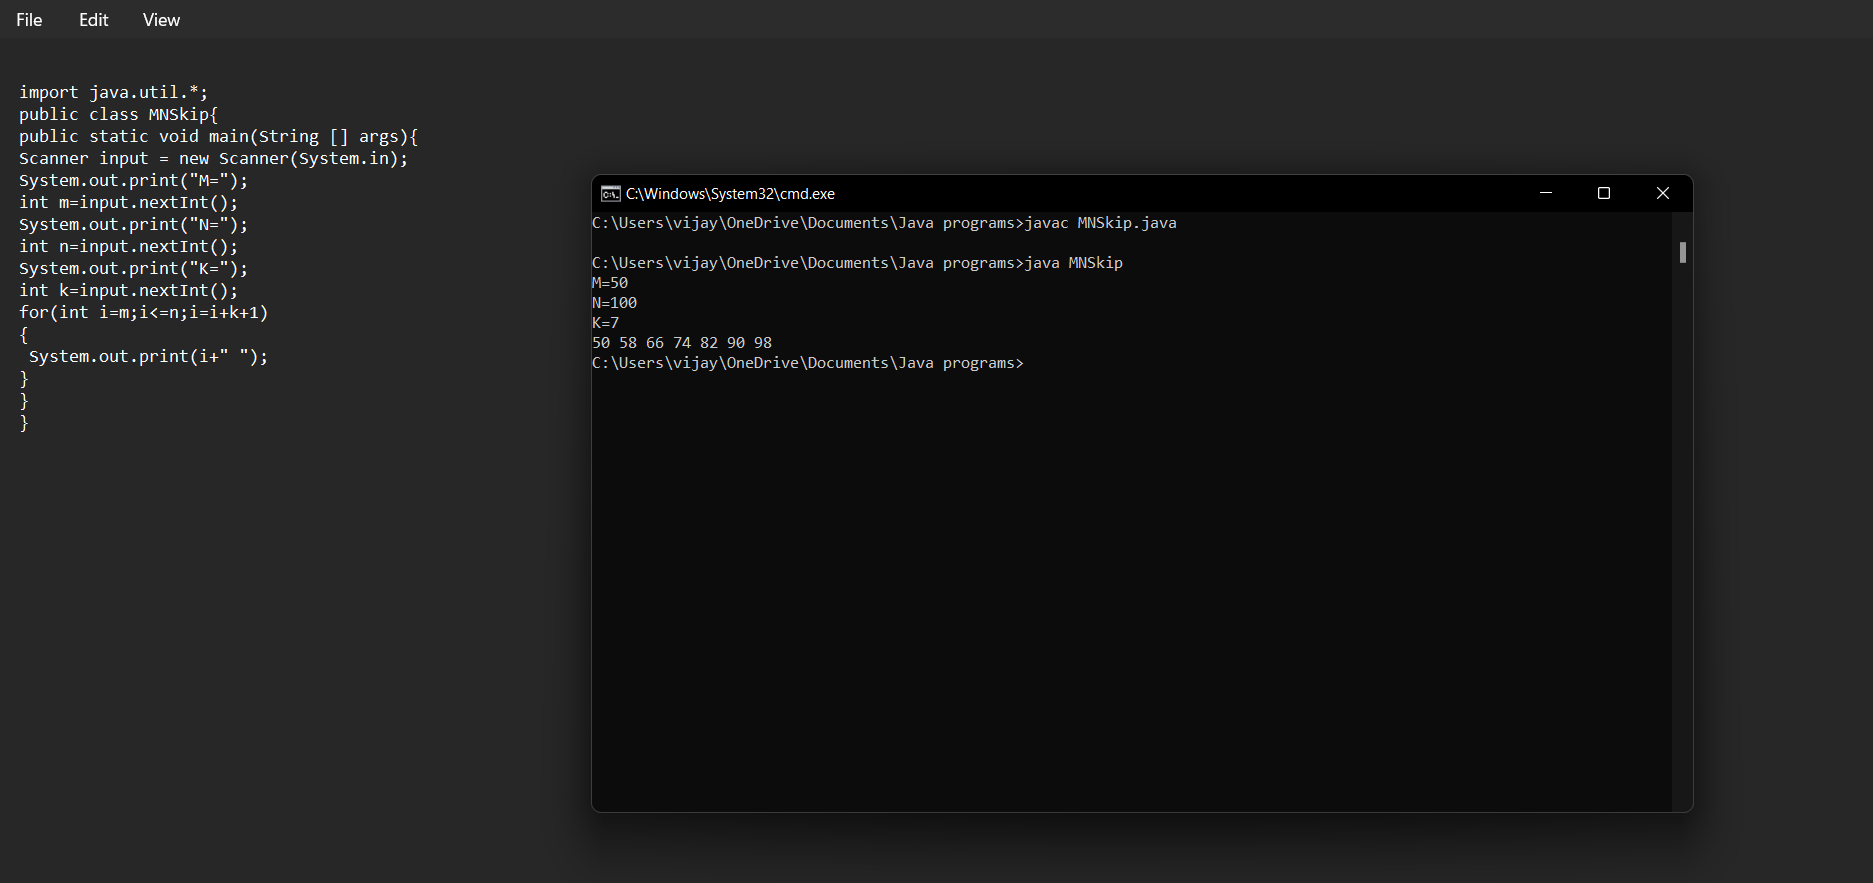 File Edit View
import java.util.*;
public class MNSkip{
public static void main(String [] args){
Scanner input = new Scanner(System.in);
System.out.print("M=");
int m=input.nextInt();
System.out.print("N=");
int n=input.nextInt();
System.out.print("K=");
int k=input.nextInt();
for(int i=m;i<=n;i=i+k+1)
{
 System.out.print(i+" ");
}
}
}
C:\Windows\System32\cmd.exe
C:\Users\vijay\OneDrive\Documents\Java programs>javac MNSkip.java
C:\Users\vijay\OneDrive\Documents\Java programs>java MNSkip
M=50
N=100
K=7
50 58 66 74 82 90 98
C:\Users\vijay\OneDrive\Documents\Java programs>